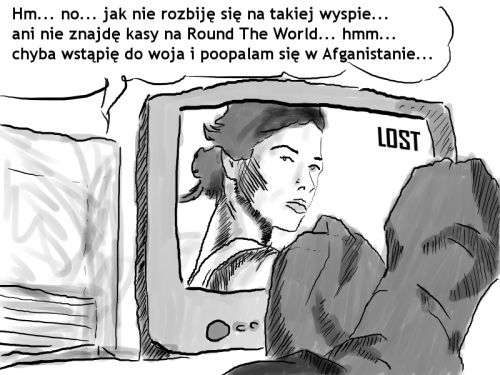 Hm... no... jak nie rozbiję się na takiej wyspie...
ani nie znajdę kasy na Round The World... hmm...
chyba wstąpię do woja i poopalam się w Afganistanie...
LOST